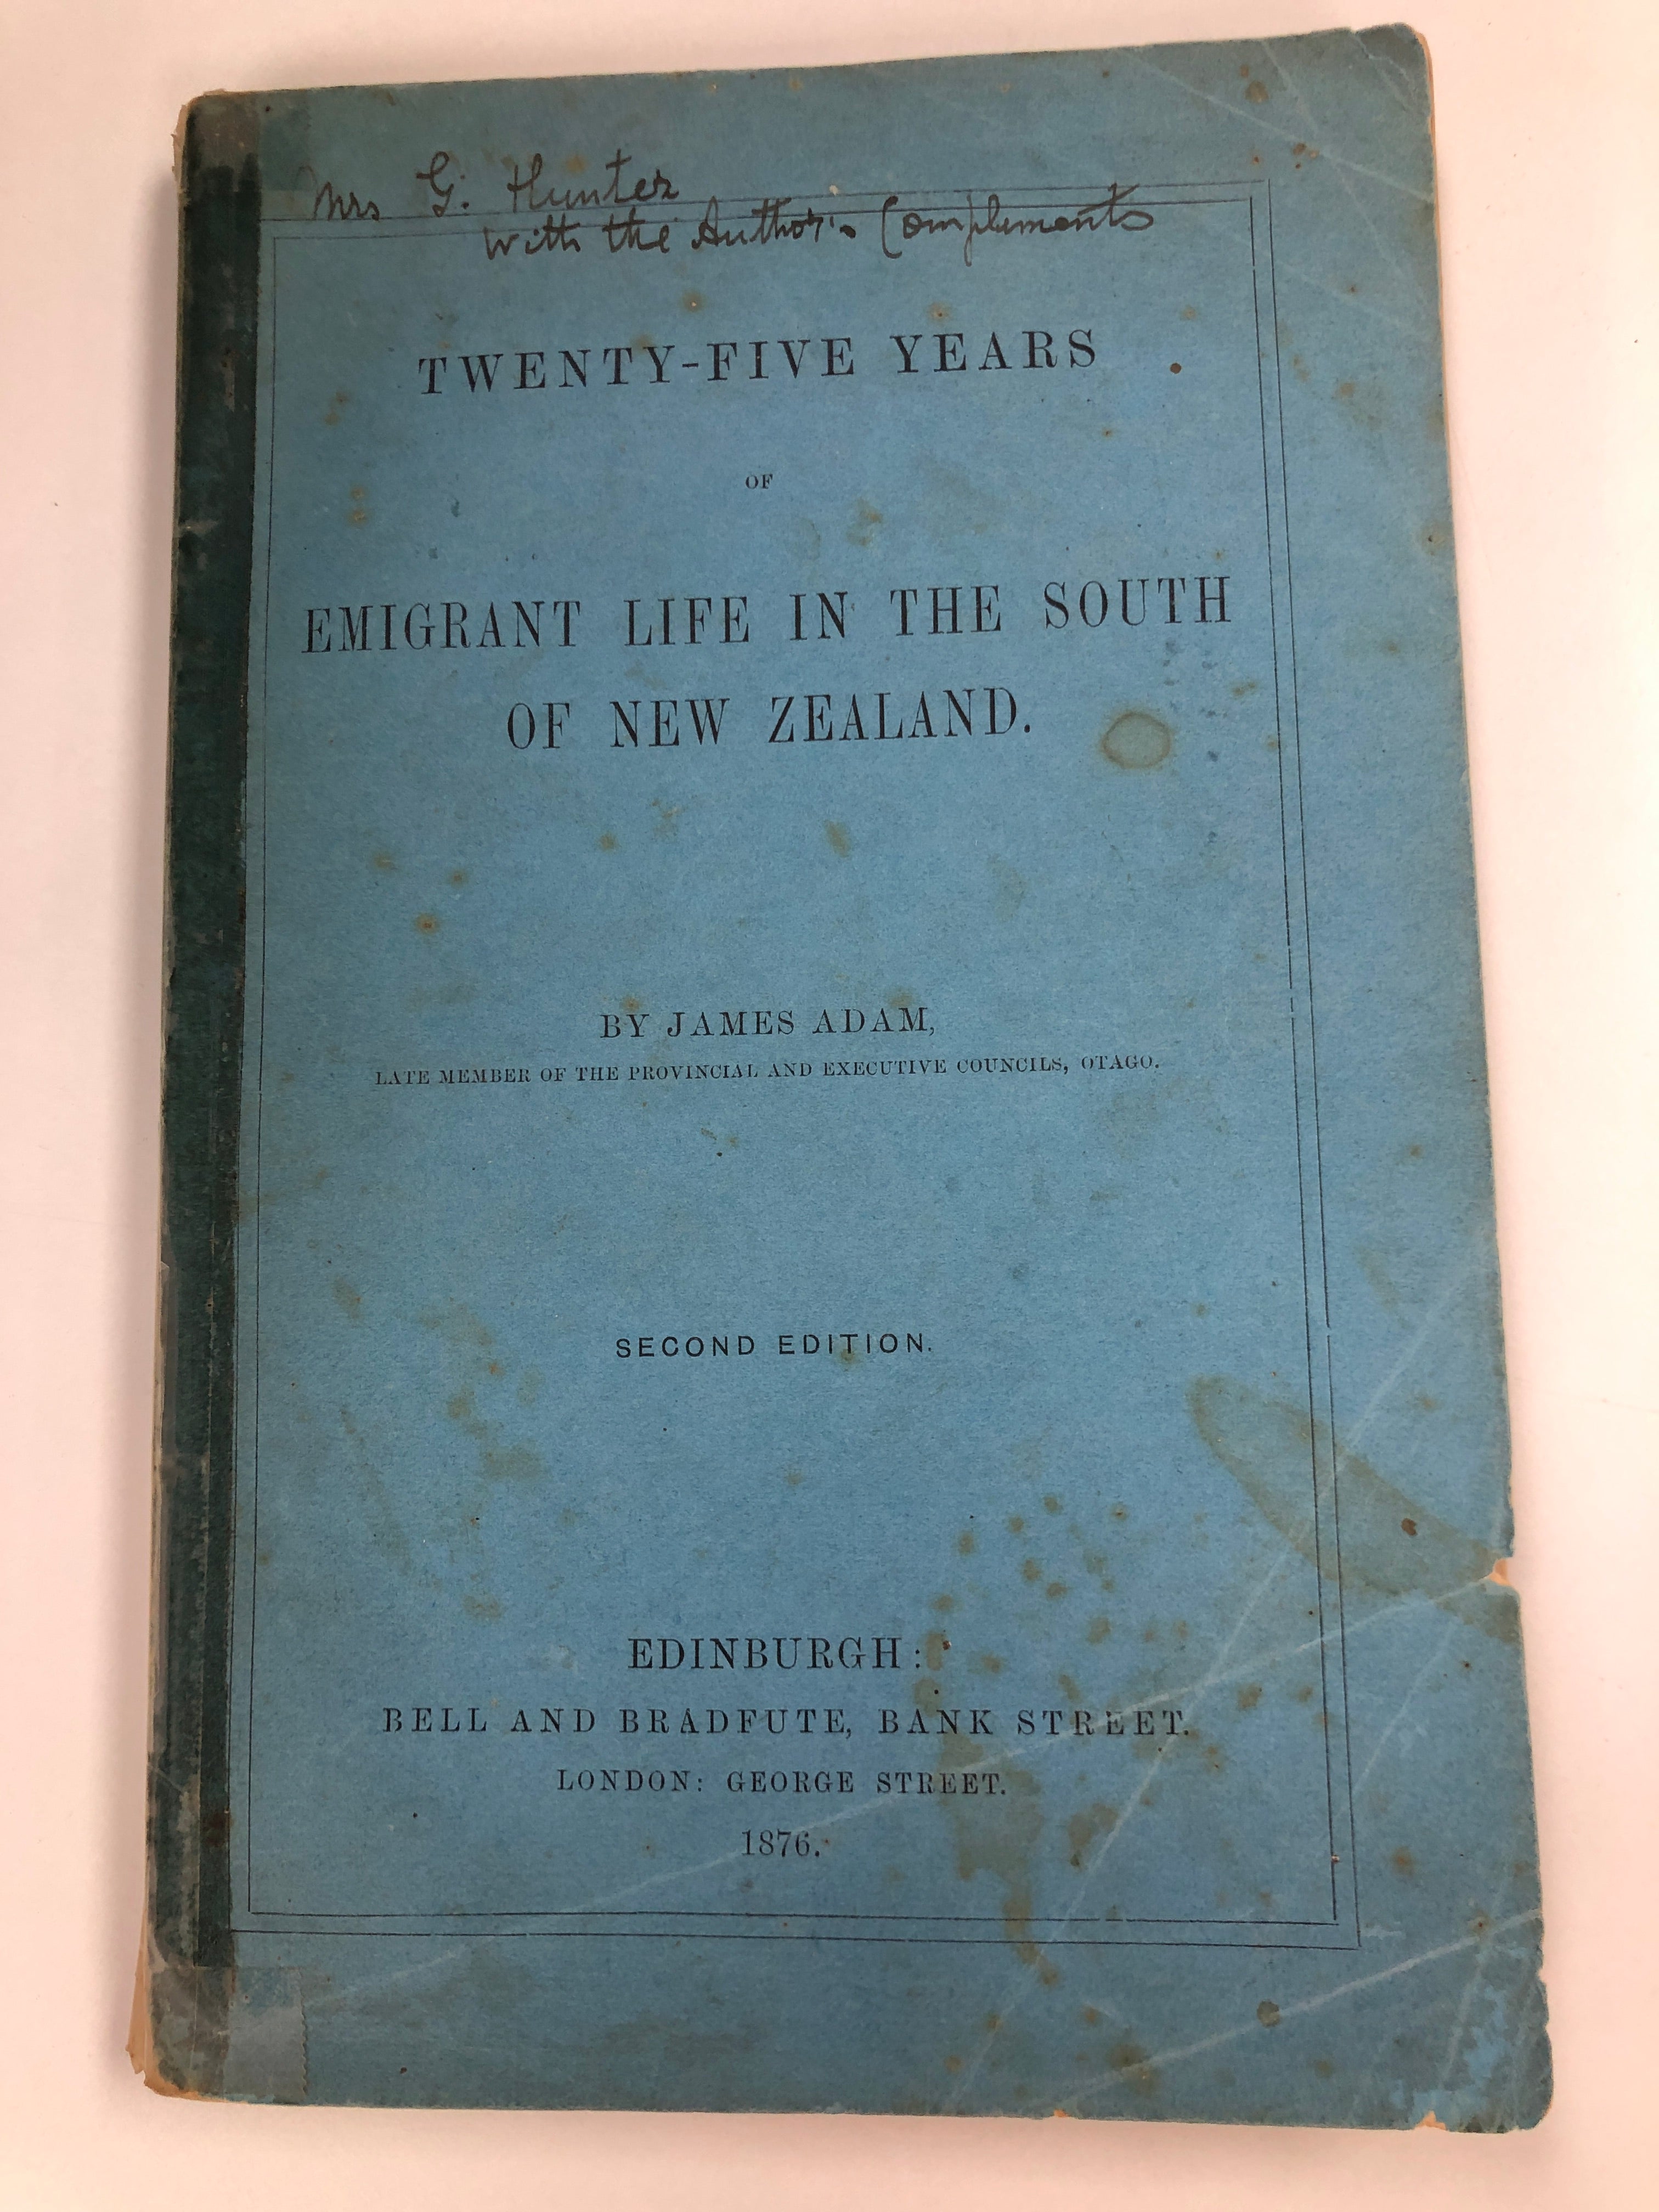 Mrs G. Hunter
with the Author's Complements
TWENTY-FIVE YEARS
OF
EMIGRANT LIFE IN THE SOUTH
OF NEW ZEALAND.
BY JAMES ADAM,
LATE MEMBER OF THE PROVINCIAL AND EXECUTIVE COUNCILS, OTAGO.
SECOND EDITION.
EDINBURGH:
BELL AND BRADFUTE, BANK STREET.
LONDON: GEORGE STREET.
1876.